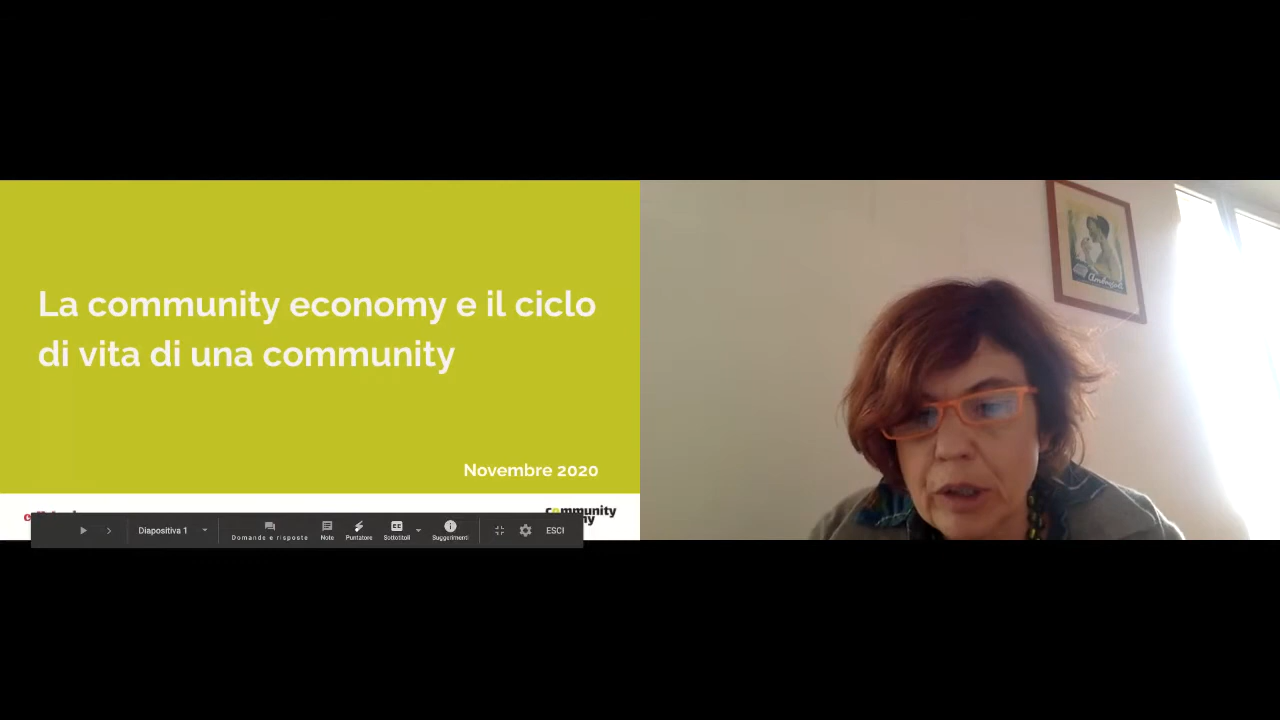 La community economy e il ciclo
di vita di una community
Novembre 2020
community
Diapositiva 1
Domande e risposte
Note
Puntatore
Sottotitoli
Suggerimenti
ESCI
Ambrosoli